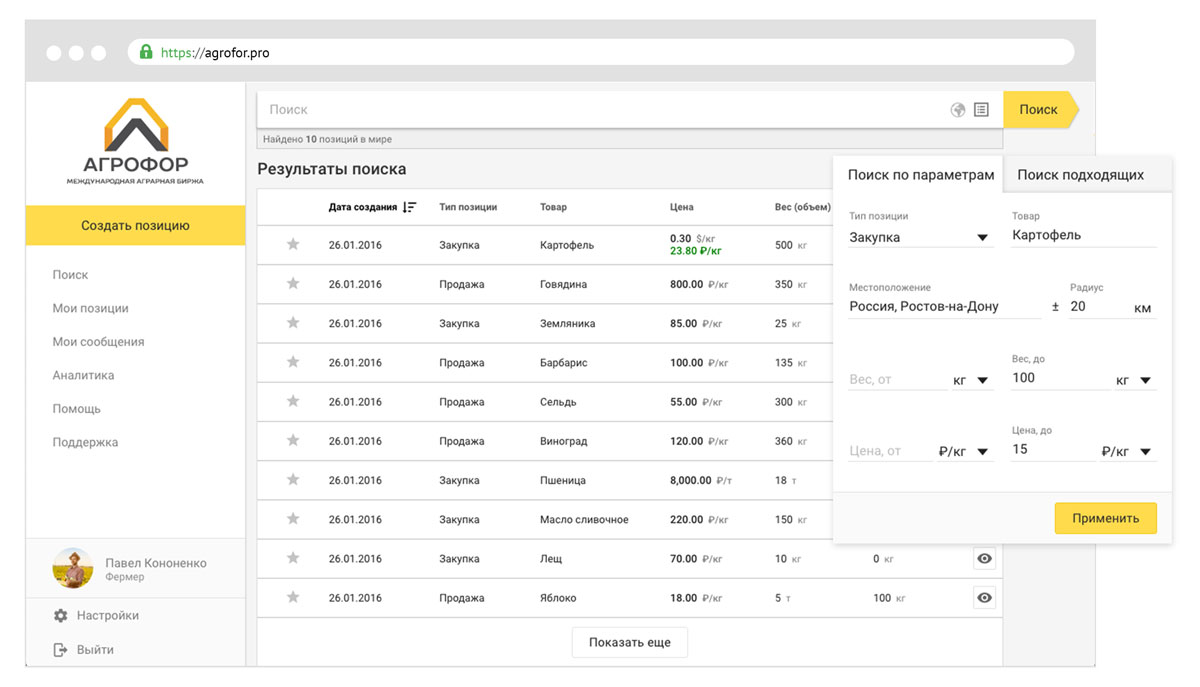 https://agrofor.pro
АГРОФОР
МЕЖДУНАРОДНАЯ АГРАРНАЯ БИРЖА
Создать позицию
Поиск
Мои позиции
Мои сообщения
Аналитика
Помощь
Поддержка
Павел Кононенко
Фермер
Настройки
Выйти
Поиск
Поиск
Найдено 10 позиций в мире
Результаты поиска
Дата создания Тип позиции Товар Цена Вес (объем)
26.01.2016 Закупка Картофель 0.30 $/кг 500 кг
23.80 ₽/кг
26.01.2016 Продажа Говядина 800.00 ₽/кг 350 кг
26.01.2016 Закупка Земляника 85.00 ₽/кг 25 кг
26.01.2016 Продажа Барбарис 100.00 ₽/кг 135 кг
26.01.2016 Продажа Сельдь 55.00 ₽/кг 300 кг
26.01.2016 Продажа Виноград 120.00 ₽/кг 360 кг
26.01.2016 Закупка Пшеница 8,000.00 ₽/т 18 т
26.01.2016 Закупка Масло сливочное 220.00 ₽/кг 150 кг
26.01.2016 Закупка Лещ 70.00 ₽/кг 10 кг 0 кг
26.01.2016 Продажа Яблоко 18.00 ₽/кг 5 т 100 кг
Показать еще
Поиск по параметрам Поиск подходящих
Тип позиции Товар
Закупка Картофель
Местоположение Радиус
Россия, Ростов-на-Дону ± 20 км
Вес, до
Вес, от кг 100 кг
Цена, до
Цена, от ₽/кг 15 ₽/кг
Применить